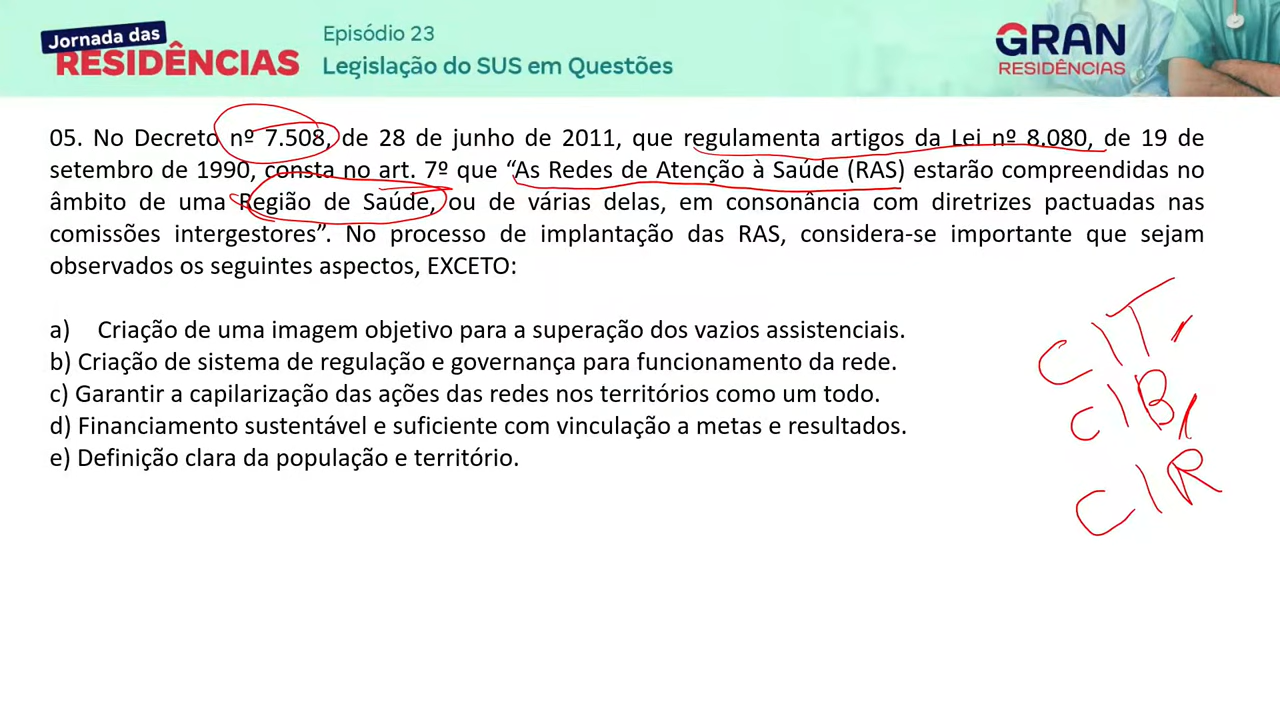 Jornada das
RESIDÊNCIAS
Episódio 23
Legislação do SUS em Questões
GRAN
RESIDÊNCIAS
05. No Decreto nº 7.508, de 28 de junho de 2011, que regulamenta artigos da Lei nº 8.080, de 19 de
setembro de 1990, consta no art. 7º que “As Redes de Atenção à Saúde (RAS) estarão compreendidas no
âmbito de uma Região de Saúde, ou de várias delas, em consonância com diretrizes pactuadas nas
comissões intergestores”. No processo de implantação das RAS, considera-se importante que sejam
observados os seguintes aspectos, EXCETO:
a) Criação de uma imagem objetivo para a superação dos vazios assistenciais.
b) Criação de sistema de regulação e governança para funcionamento da rede.
c) Garantir a capilarização das ações das redes nos territórios como um todo.
d) Financiamento sustentável e suficiente com vinculação a metas e resultados.
e) Definição clara da população e território.
CIT,
CIB,
CIR